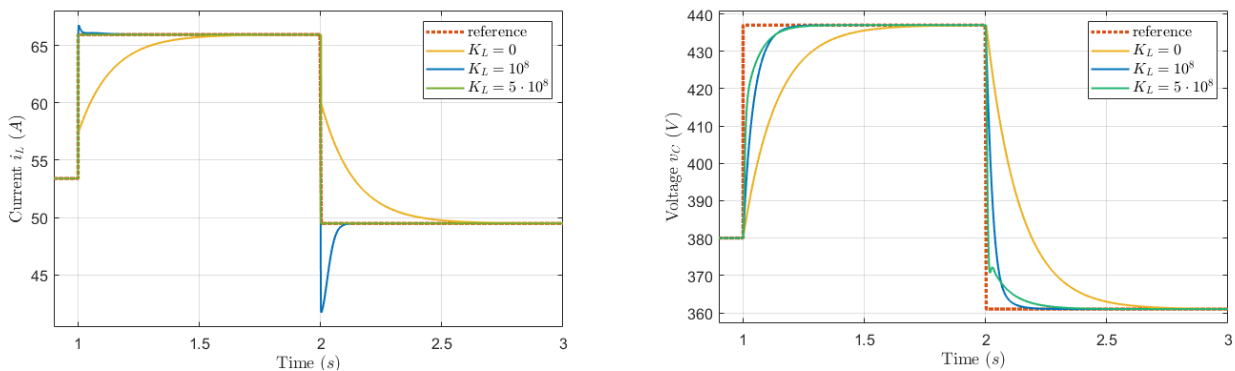 65
60
55
50
45
Current i_L (A)
1
1.5
2
2.5
3
Time (s)
reference
K_L = 0
K_L = 10^8
K_L = 5 · 10^8
440
430
420
410
400
390
380
370
360
Voltage v_C (V)
1
1.5
2
2.5
3
Time (s)
reference
K_L = 0
K_L = 10^8
K_L = 5 · 10^8